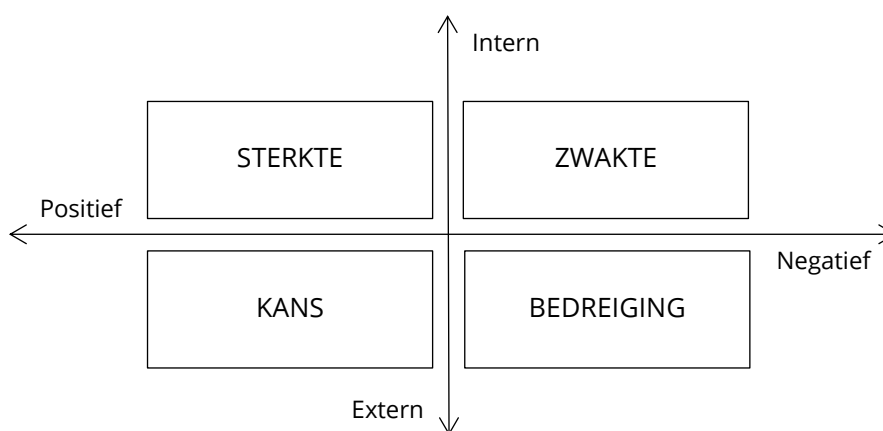 Intern
STERKTE
ZWAKTE
Positief
Negatief
KANS
BEDREIGING
Extern